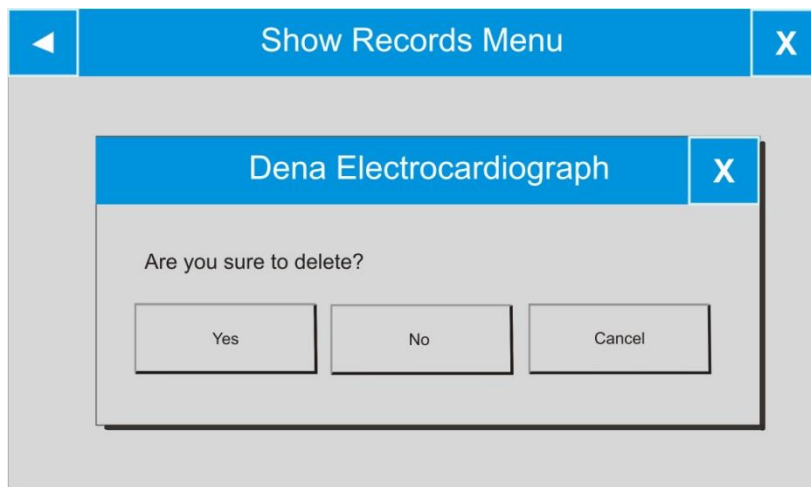 Show Records Menu X
Dena Electrocardiograph X
Are you sure to delete?
Yes No Cancel